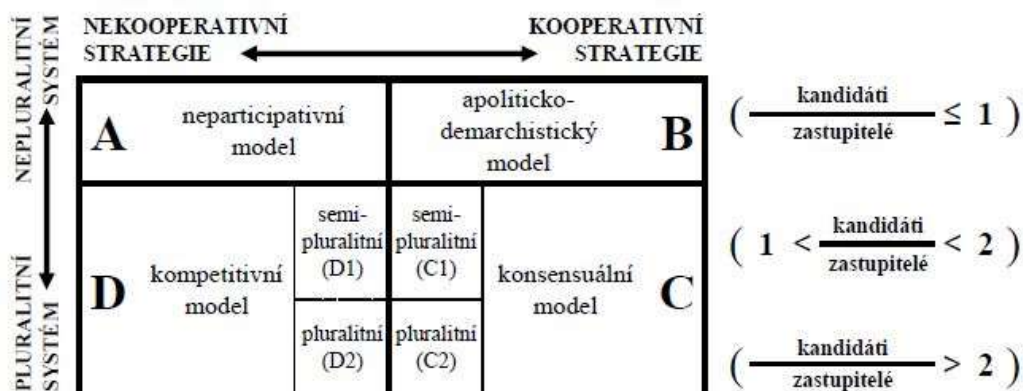 NEPLURALITNÍ
SYSTÉM
PLURALITNÍ
SYSTÉM
NEKOOPERATIVNÍ
STRATEGIE
KOOPERATIVNÍ
STRATEGIE
A
neparticipativní
model
apoliticko-
demarchistický
model
B
( kandidáti
zastupitelé
≤ 1 )
D
kompetitivní
model
semi-
pluralitní
(D1)
semi-
pluralitní
(C1)
pluralitní
(D2)
pluralitní
(C2)
konsensuální
model
C
( 1 < kandidáti
zastupitelé
< 2 )
( kandidáti
zastupitelé
> 2 )